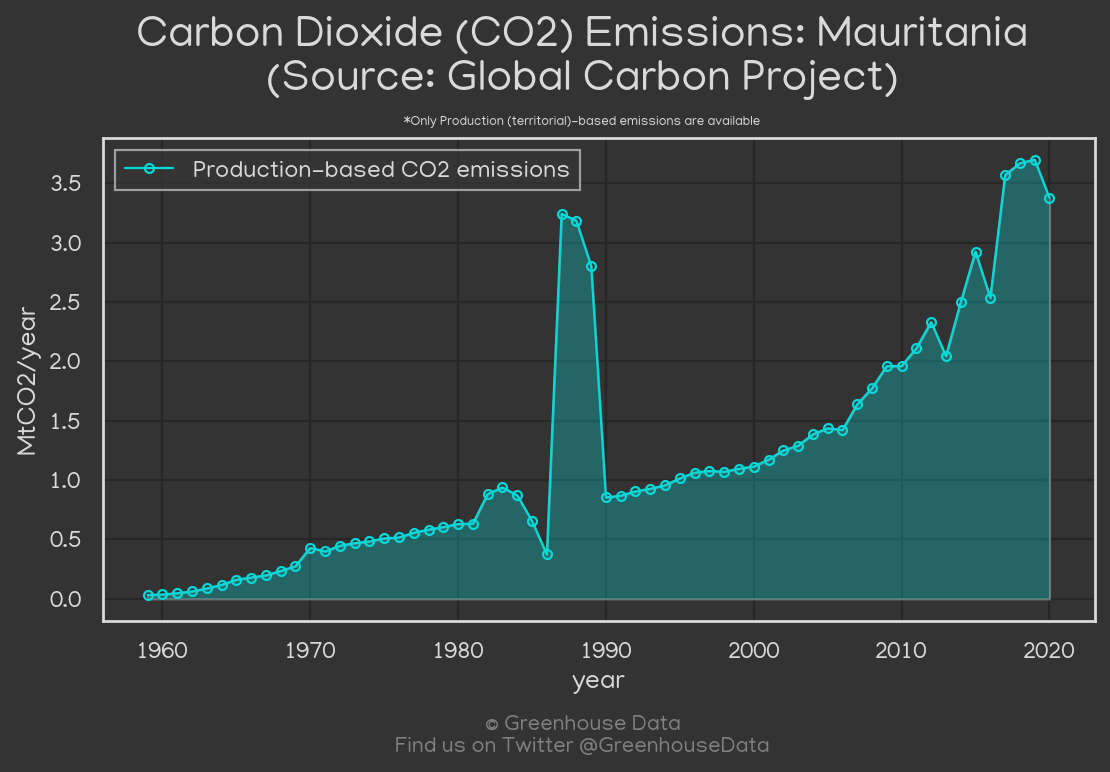 Carbon Dioxide (CO2) Emissions: Mauritania
(Source: Global Carbon Project)
*Only Production (territorial)-based emissions are available
Production-based CO2 emissions
3.5
3.0
2.5
2.0
1.5
1.0
0.5
0.0
MtCO2/year
1960 1970 1980 1990 2000 2010 2020
year
© Greenhouse Data
Find us on Twitter @GreenhouseData